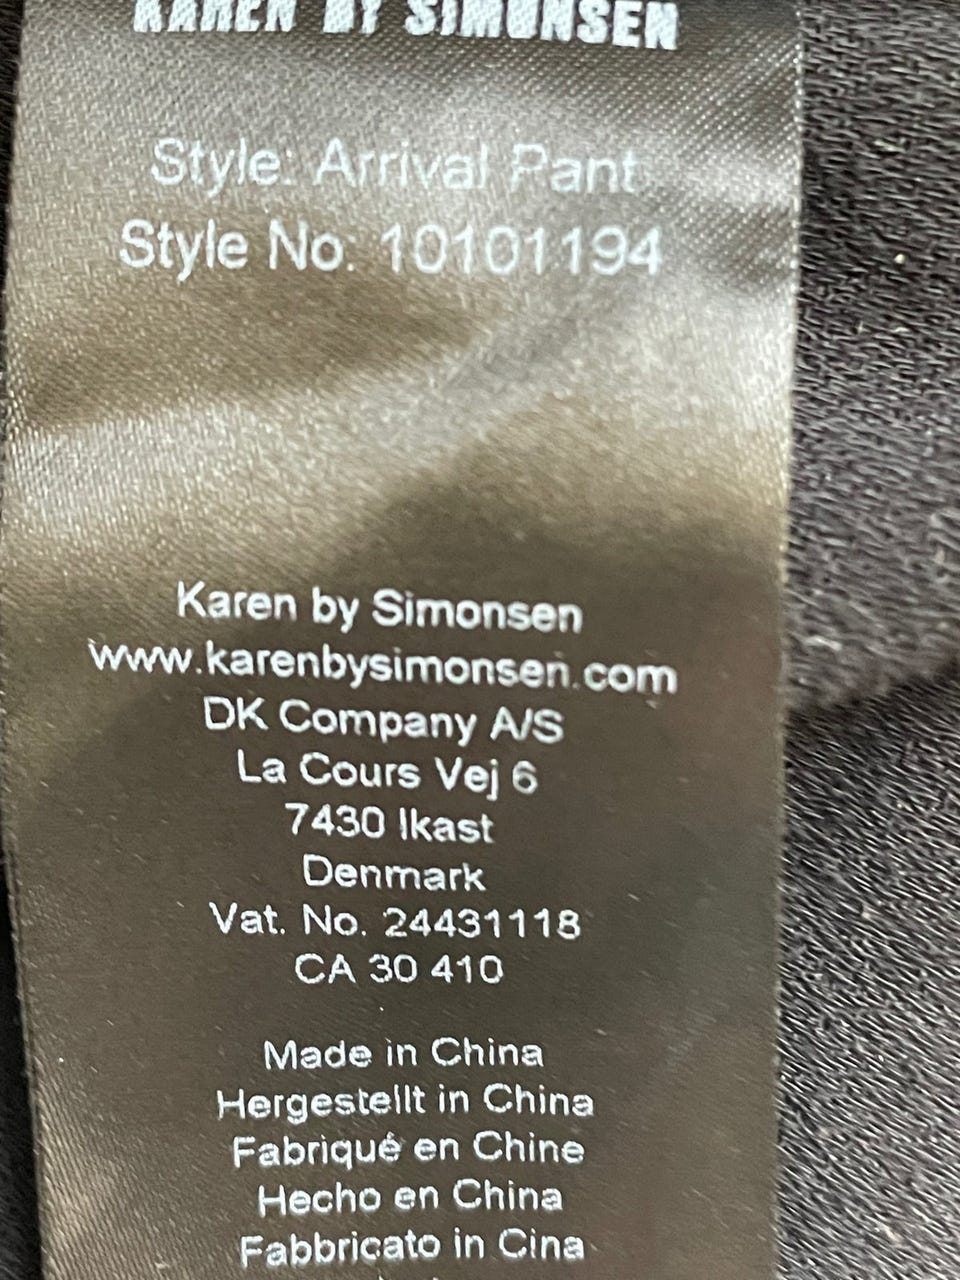 KAREN BY SIMONSEN
Style: Arrival Pant
Style No: 10101194
Karen by Simonsen
www.karenbysimonsen.com
DK Company A/S
La Cours Vej 6
7430 Ikast
Denmark
Vat. No. 24431118
CA 30 410
Made in China
Hergestellt in China
Fabriqué en Chine
Hecho en China
Fabbricato in Cina